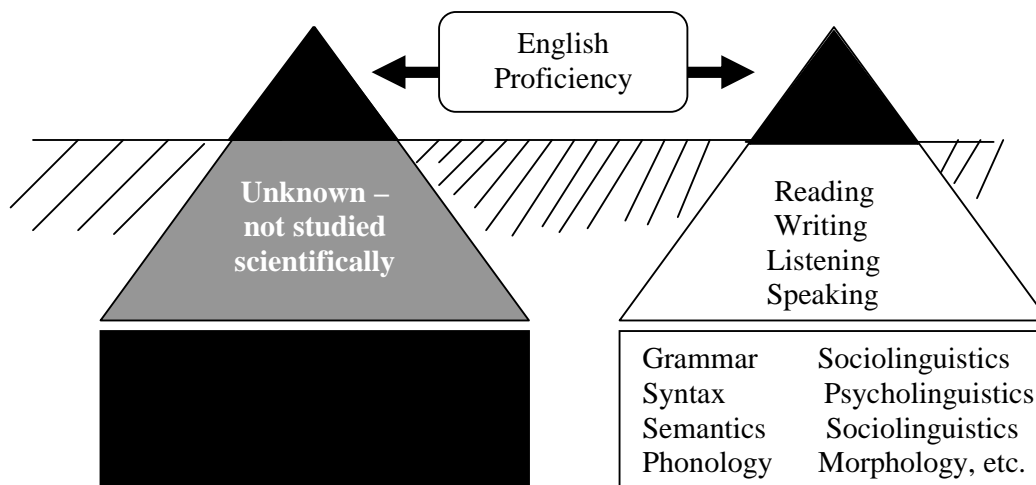 English
Proficiency
Unknown –
not studied
scientifically
Reading
Writing
Listening
Speaking
Grammar Sociolinguistics
Syntax Psycholinguistics
Semantics Sociolinguistics
Phonology Morphology, etc.